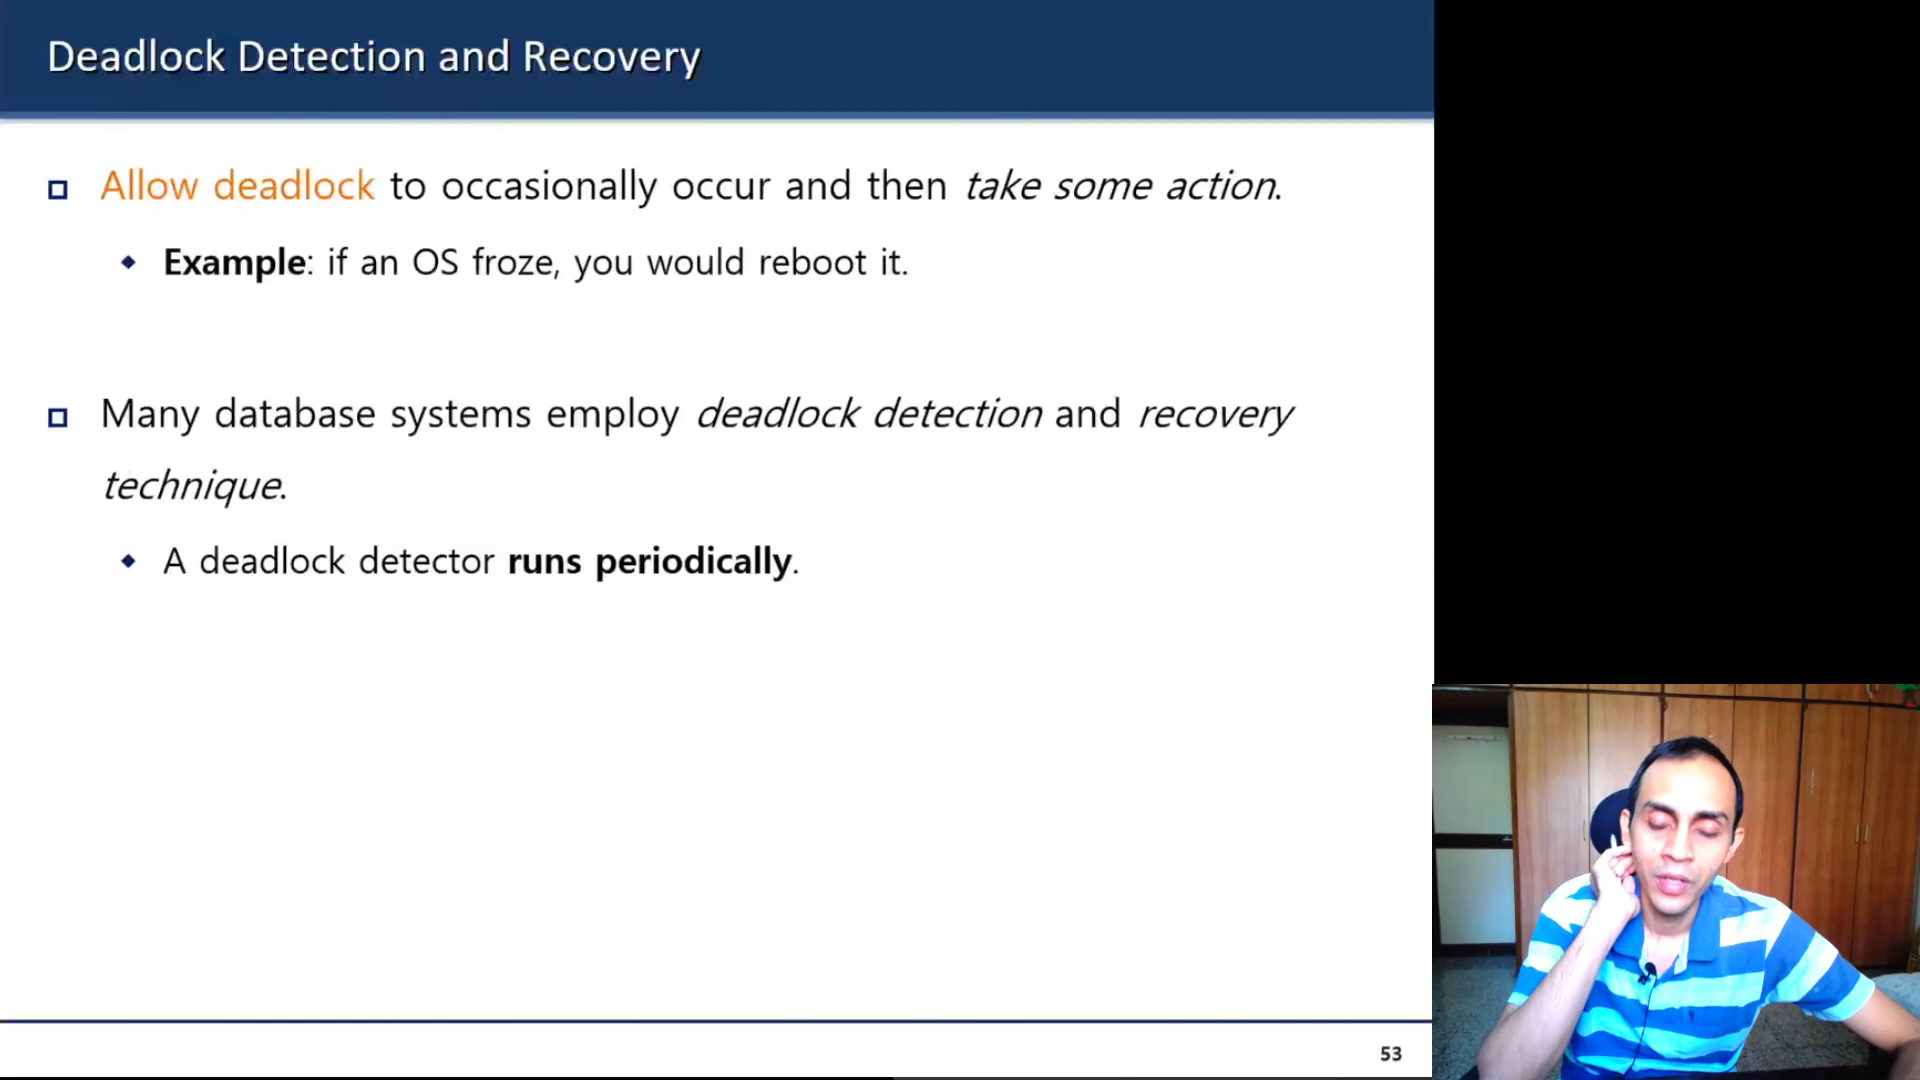 Deadlock Detection and Recovery
Allow deadlock to occasionally occur and then take some action.
Example: if an OS froze, you would reboot it.
Many database systems employ deadlock detection and recovery
technique.
A deadlock detector runs periodically.
53